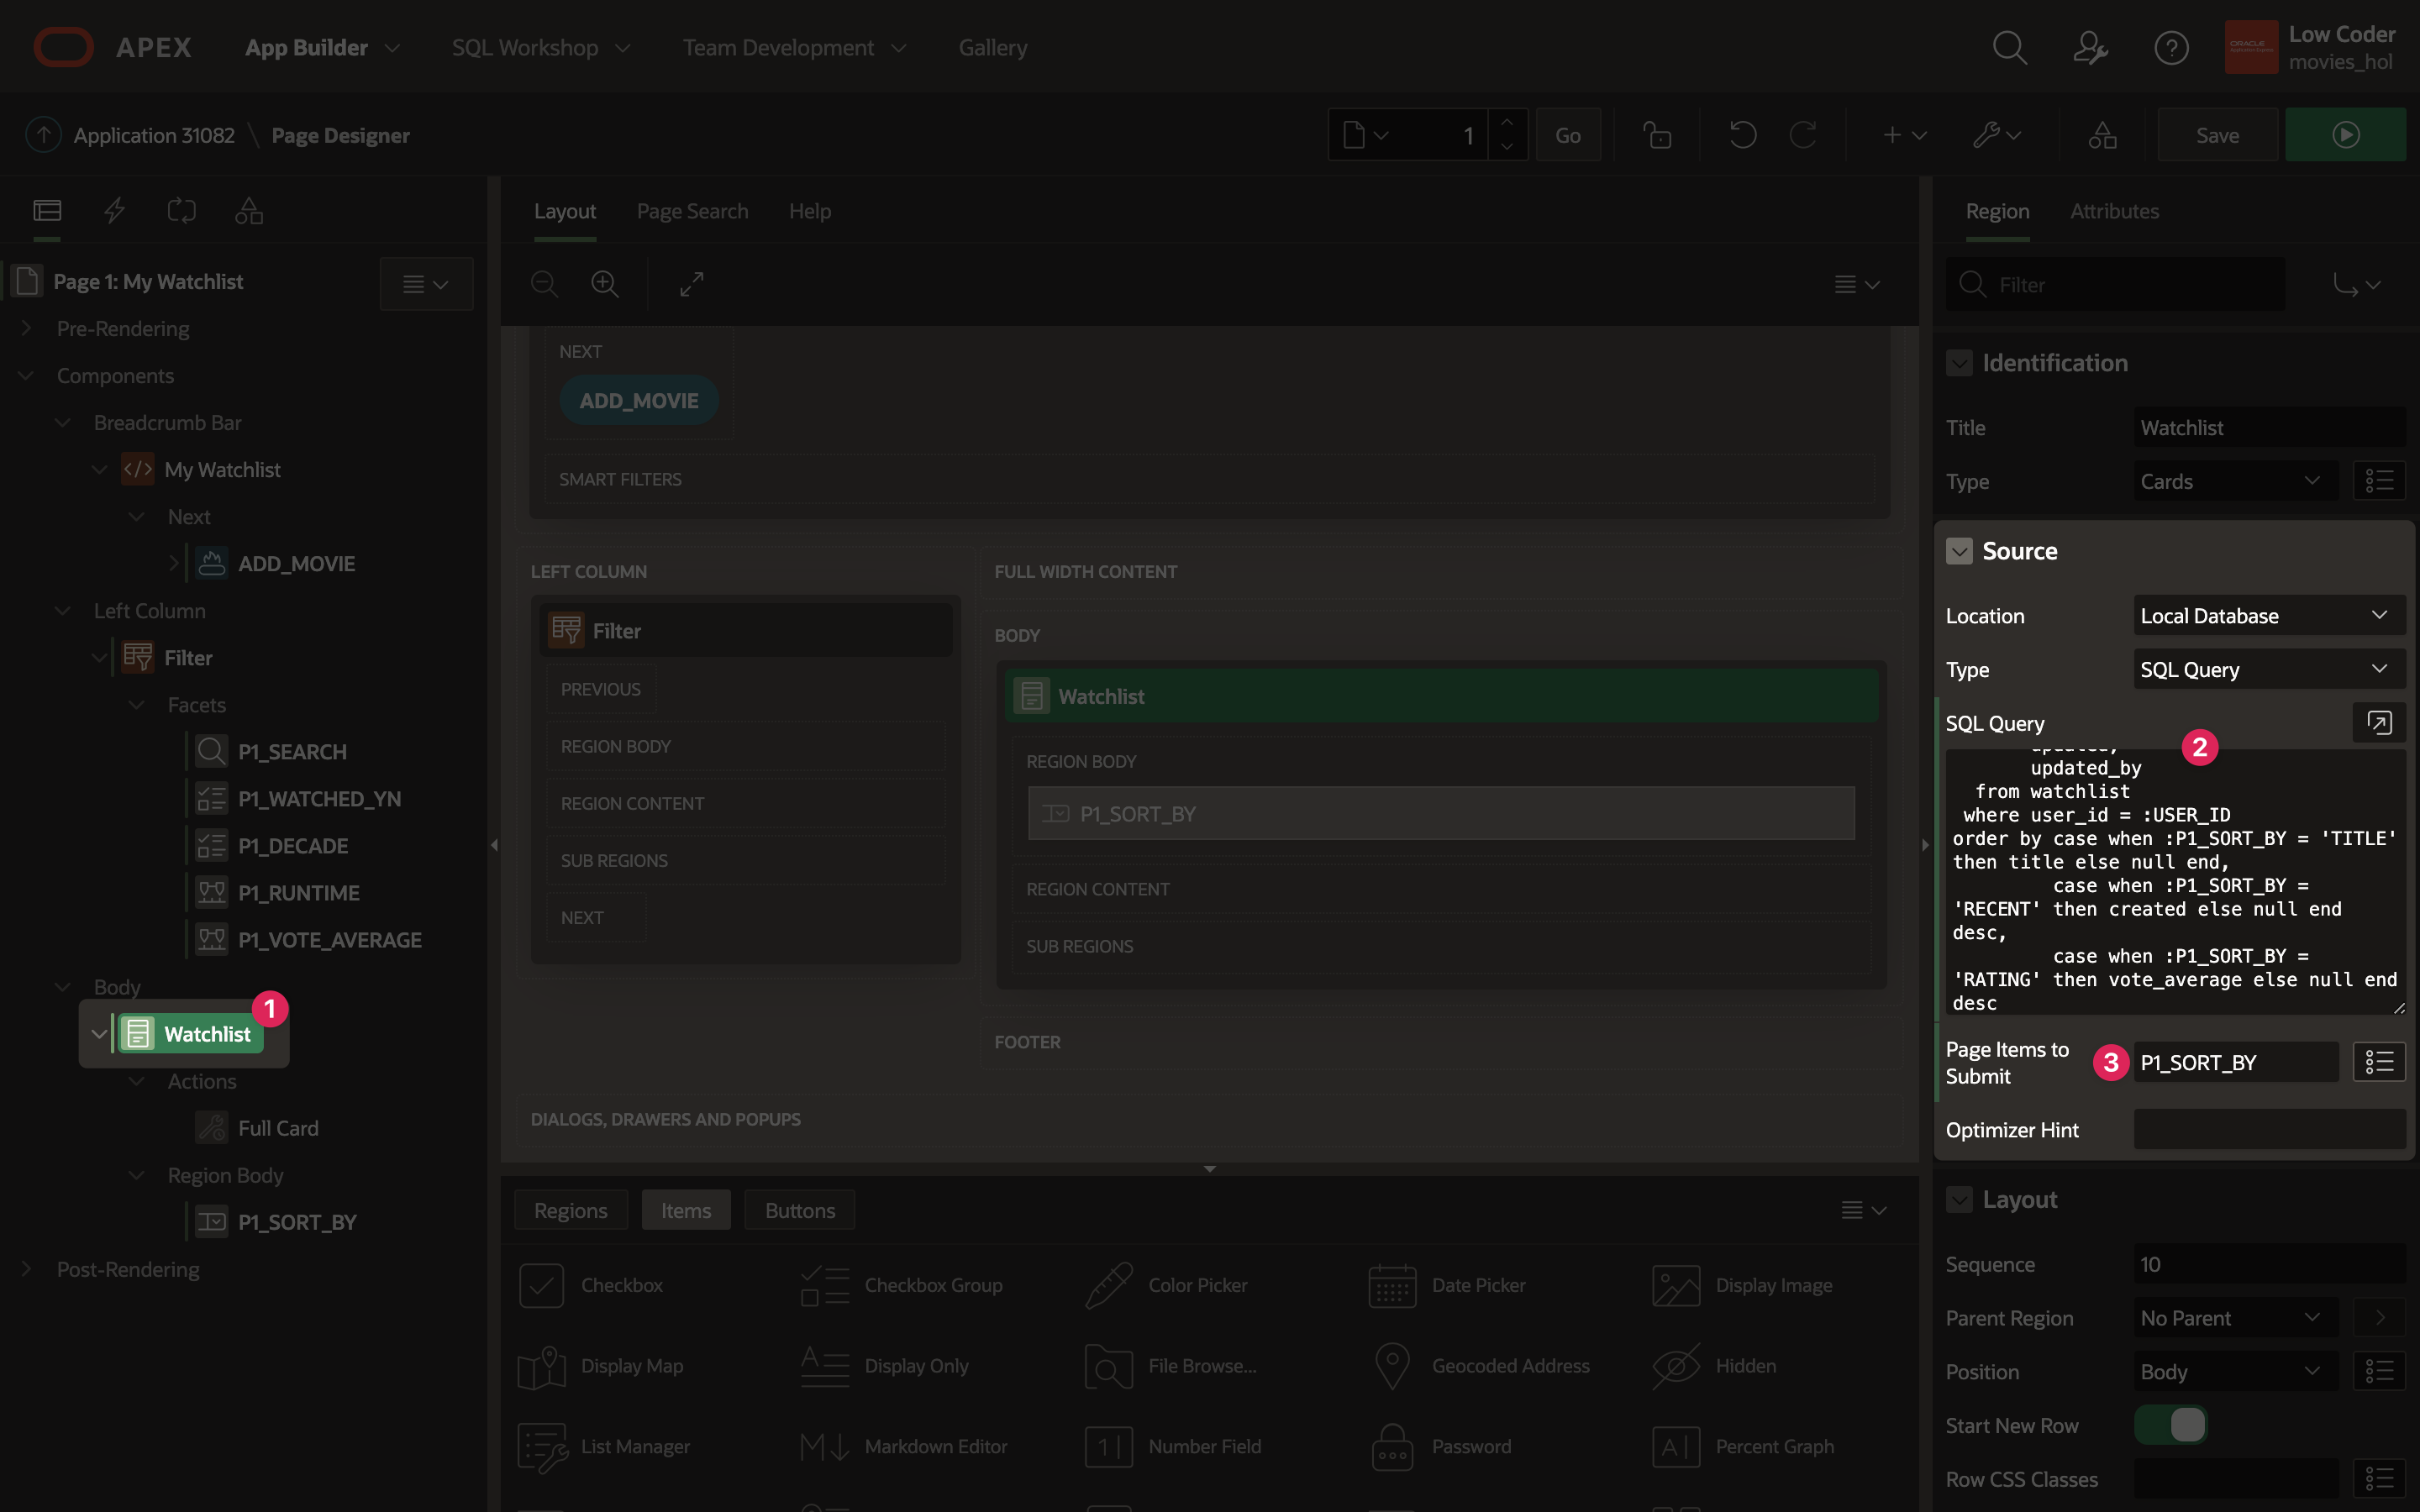 APEX
App Builder
SQL Workshop
Team Development
Gallery
ORACLE
Low Coder
movies_hol
Application 31082 \ Page Designer
1
Go
Save
Page 1: My Watchlist
Pre-Rendering
Components
Breadcrumb Bar
My Watchlist
Next
ADD_MOVIE
Left Column
Filter
Facets
P1_SEARCH
P1_WATCHED_YN
P1_DECADE
P1_RUNTIME
P1_VOTE_AVERAGE
Body
Watchlist
1
Actions
Full Card
Region Body
P1_SORT_BY
Post-Rendering
Layout
Page Search
Help
NEXT
ADD_MOVIE
SMART FILTERS
LEFT COLUMN
Filter
PREVIOUS
REGION BODY
REGION CONTENT
SUB REGIONS
NEXT
FULL WIDTH CONTENT
BODY
Watchlist
REGION BODY
P1_SORT_BY
REGION CONTENT
SUB REGIONS
FOOTER
DIALOGS, DRAWERS AND POPUPS
Regions
Items
Buttons
Checkbox
Checkbox Group
Color Picker
Date Picker
Display Image
Display Map
Display Only
File Browse...
Geocoded Address
Hidden
List Manager
Markdown Editor
Number Field
Password
Percent Graph
Region
Attributes
Filter
Identification
Title
Watchlist
Type
Cards
Source
Location
Local Database
Type
SQL Query
SQL Query
2
updated,
updated_by
from watchlist
where user_id = :USER_ID
order by case when :P1_SORT_BY = 'TITLE'
then title else null end,
case when :P1_SORT_BY =
'RECENT' then created else null end
desc,
case when :P1_SORT_BY =
'RATING' then vote_average else null end
desc
Page Items to
Submit
3
P1_SORT_BY
Optimizer Hint
Layout
Sequence
10
Parent Region
No Parent
Position
Body
Start New Row
Row CSS Classes